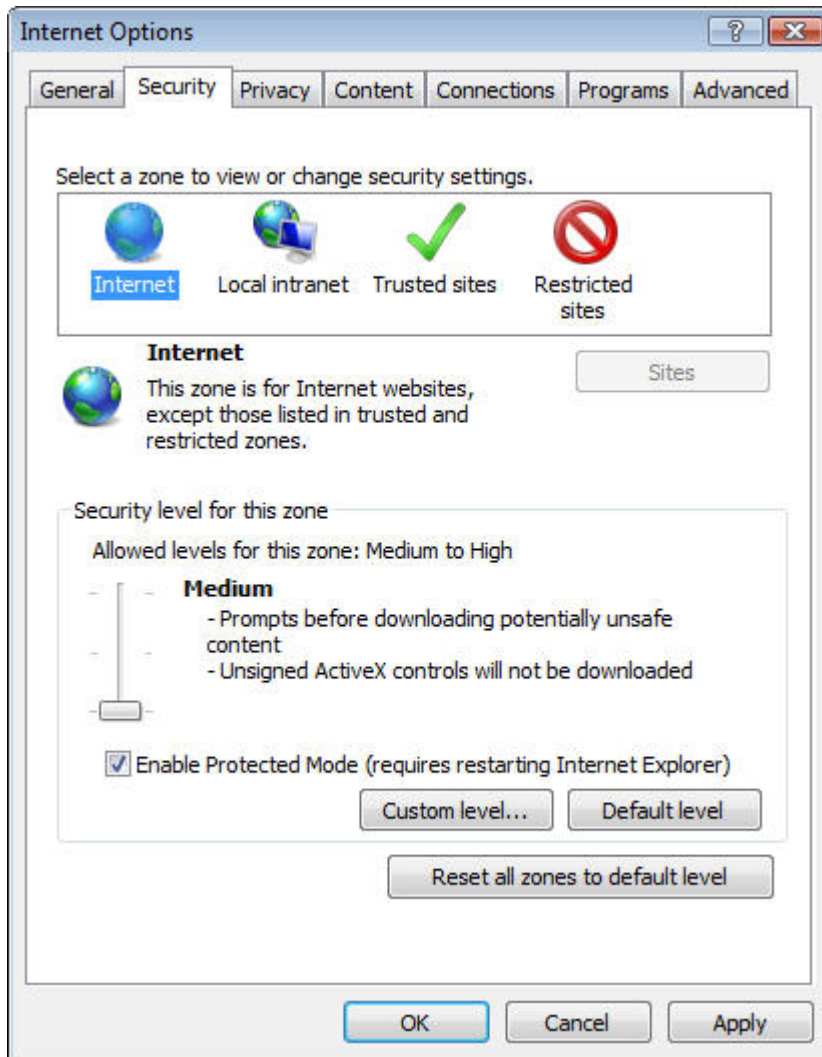 Internet Options
General Security Privacy Content Connections Programs Advanced
Select a zone to view or change security settings.
Internet Local intranet Trusted sites Restricted
sites
Internet
Sites
This zone is for Internet websites,
except those listed in trusted and
restricted zones.
Security level for this zone
Allowed levels for this zone: Medium to High
Medium
- Prompts before downloading potentially unsafe
content
- Unsigned ActiveX controls will not be downloaded
Enable Protected Mode (requires restarting Internet Explorer)
Custom level... Default level
Reset all zones to default level
OK Cancel Apply